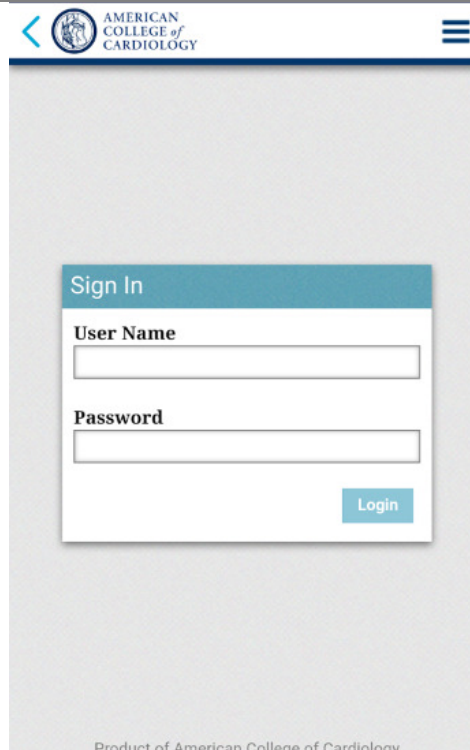 AMERICAN
COLLEGE of
CARDIOLOGY
Sign In
User Name
Password
Login
Product of American College of Cardiology